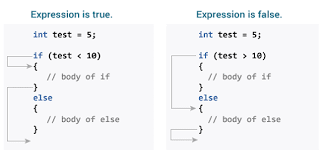 Expression is true.
int test = 5;
if (test < 10)
{
// body of if
}
else
{
// body of else
}
Expression is false.
int test = 5;
if (test > 10)
{
// body of if
}
else
{
// body of else
}